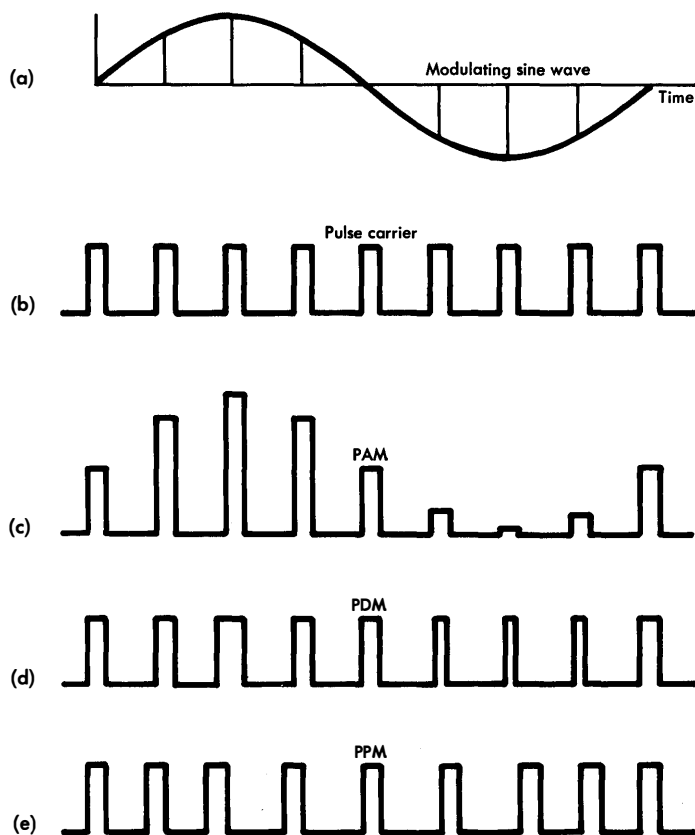 (a)
Modulating sine wave
Time
Pulse carrier
(b)
PAM
(c)
PDM
(d)
PPM
(e)